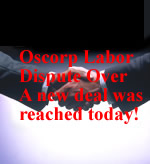 Oscorp Labor
Dispute Over
A new deal was
reached today!